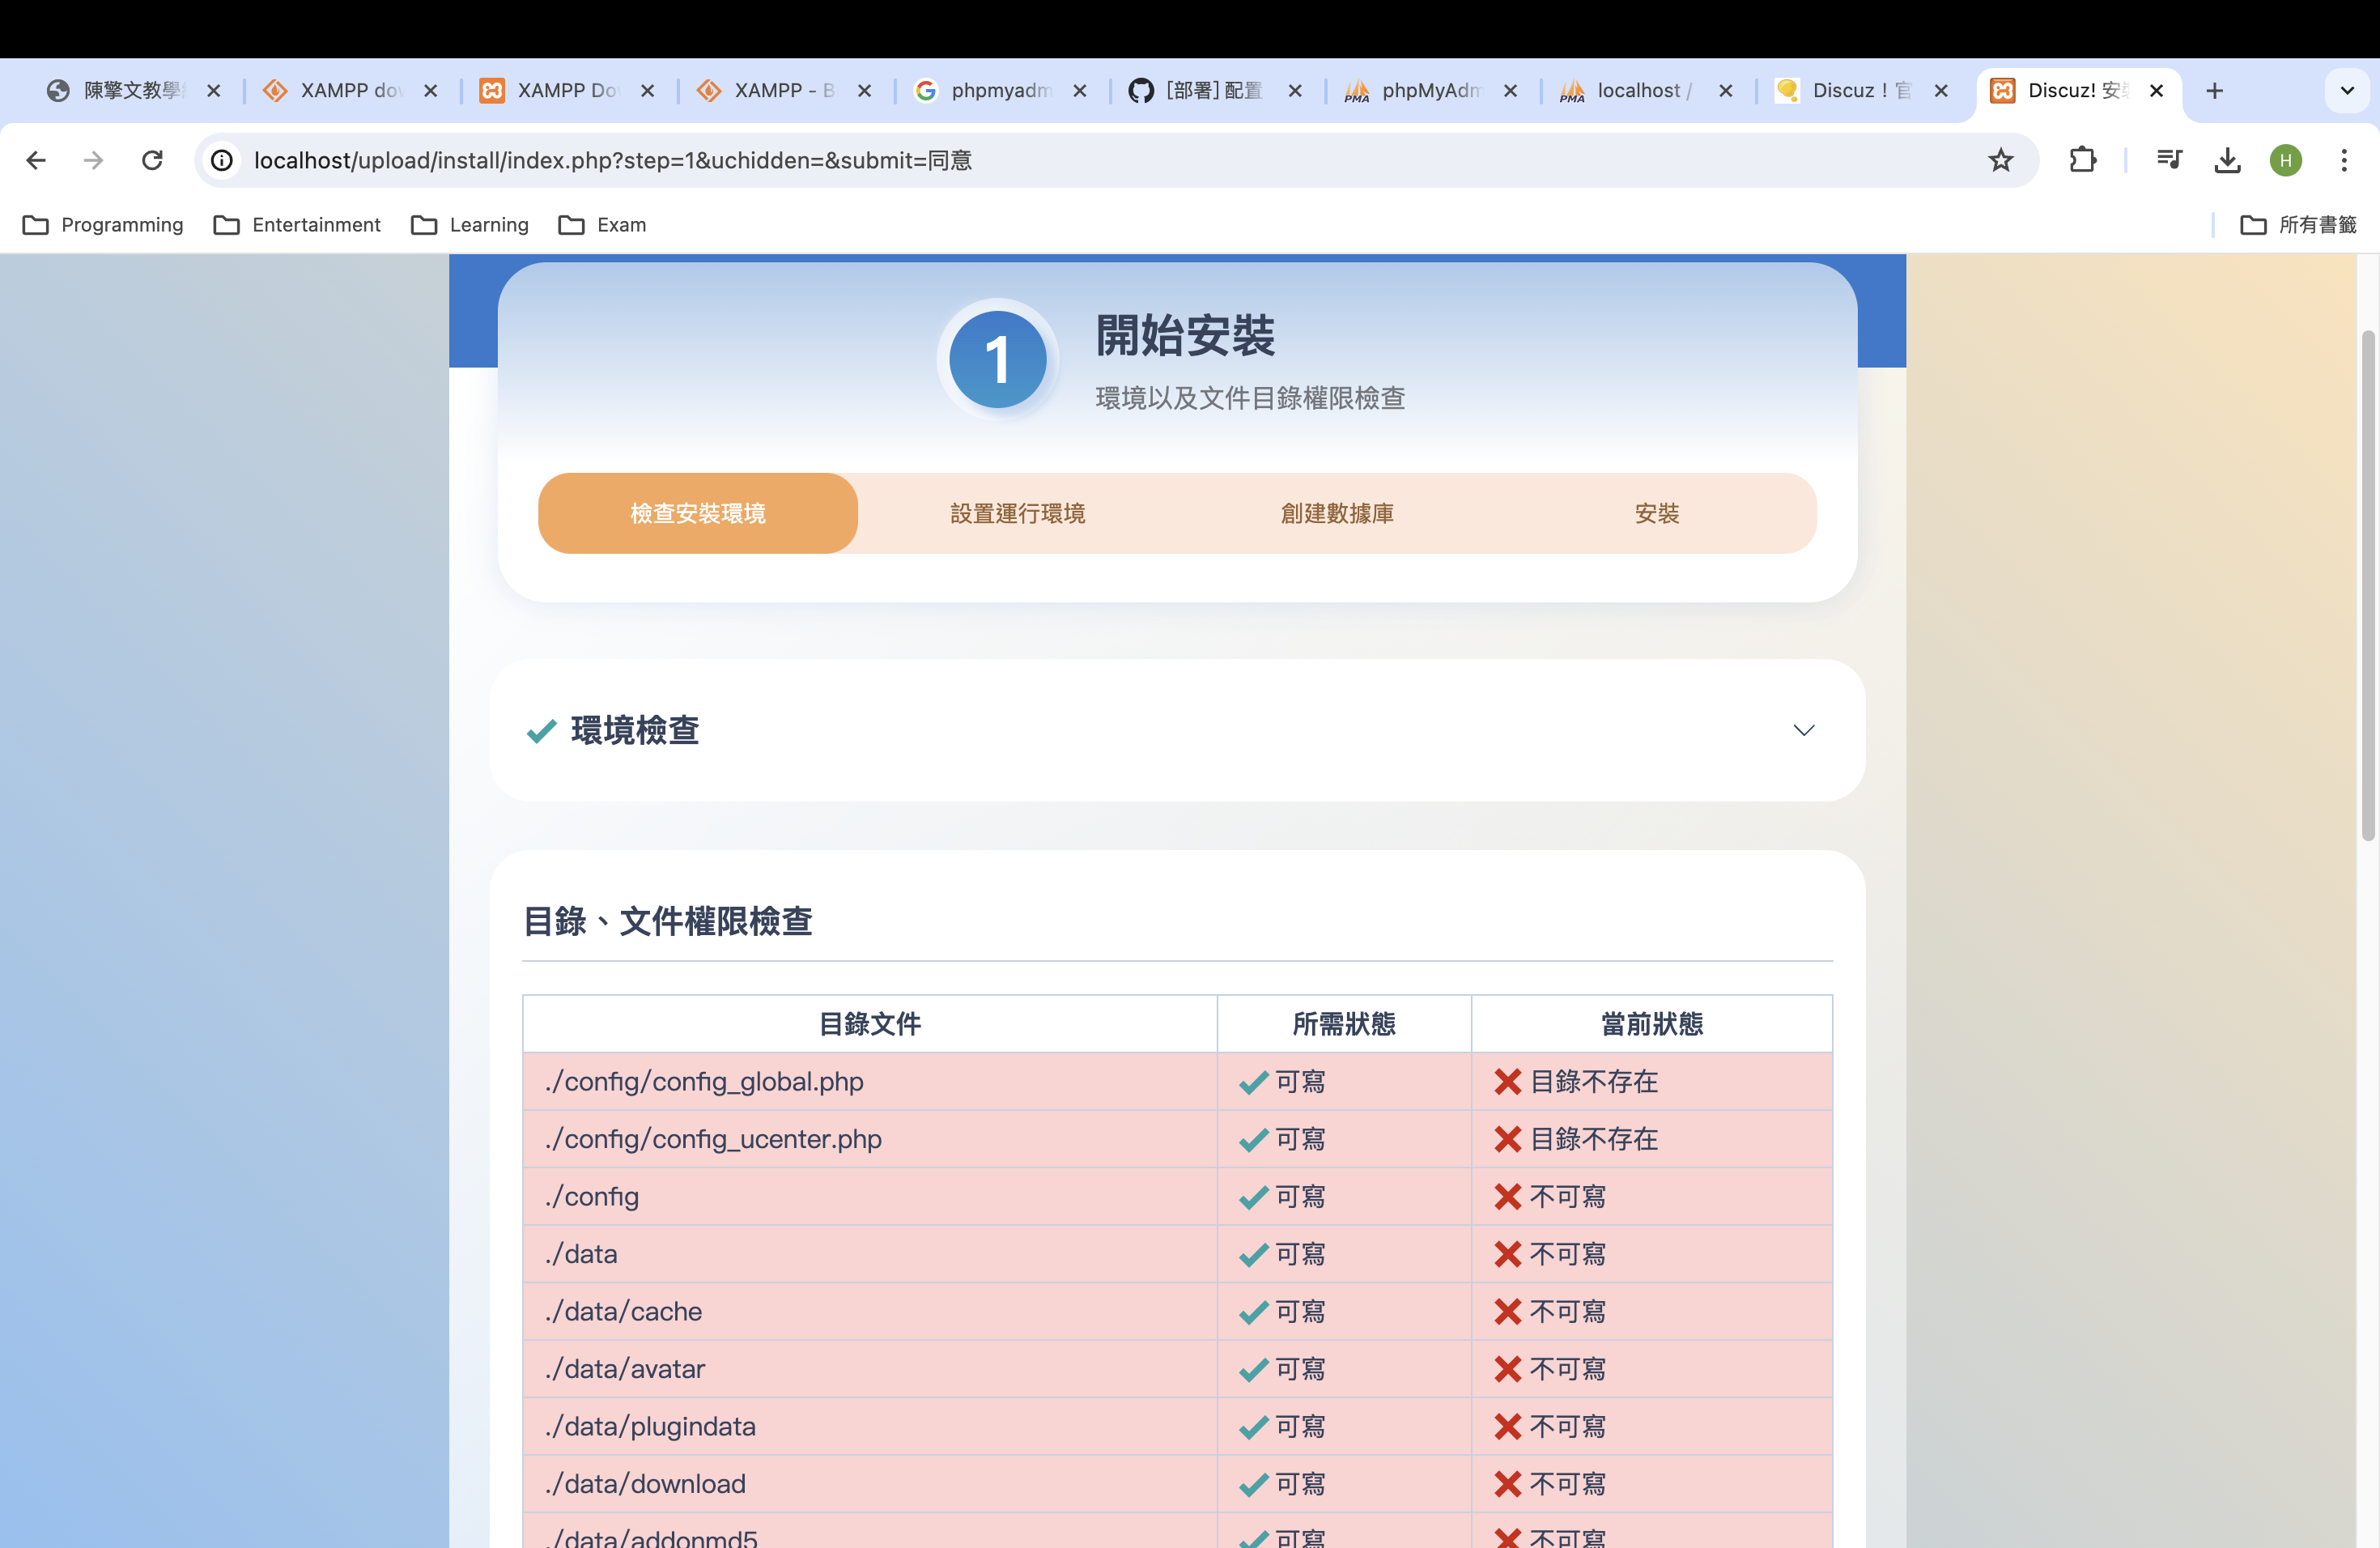 陳擎文教學
XAMPP dow
XAMPP Do
XAMPP - B
phpmyadm
[部署] 配置
phpMyAdm
localhost /
Discuz！官
Discuz! 安裝
localhost/upload/install/index.php?step=1&uchidden=&submit=同意
H
Programming
Entertainment
Learning
Exam
所有書籤
1
開始安裝
環境以及文件目錄權限檢查
檢查安裝環境
設置運行環境
創建數據庫
安裝
環境檢查
目錄、文件權限檢查
目錄文件 所需狀態 當前狀態
./config/config_global.php 可寫 目錄不存在
./config/config_ucenter.php 可寫 目錄不存在
./config 可寫 不可寫
./data 可寫 不可寫
./data/cache 可寫 不可寫
./data/avatar 可寫 不可寫
./data/plugindata 可寫 不可寫
./data/download 可寫 不可寫
./data/addonmd5 可寫 不可寫